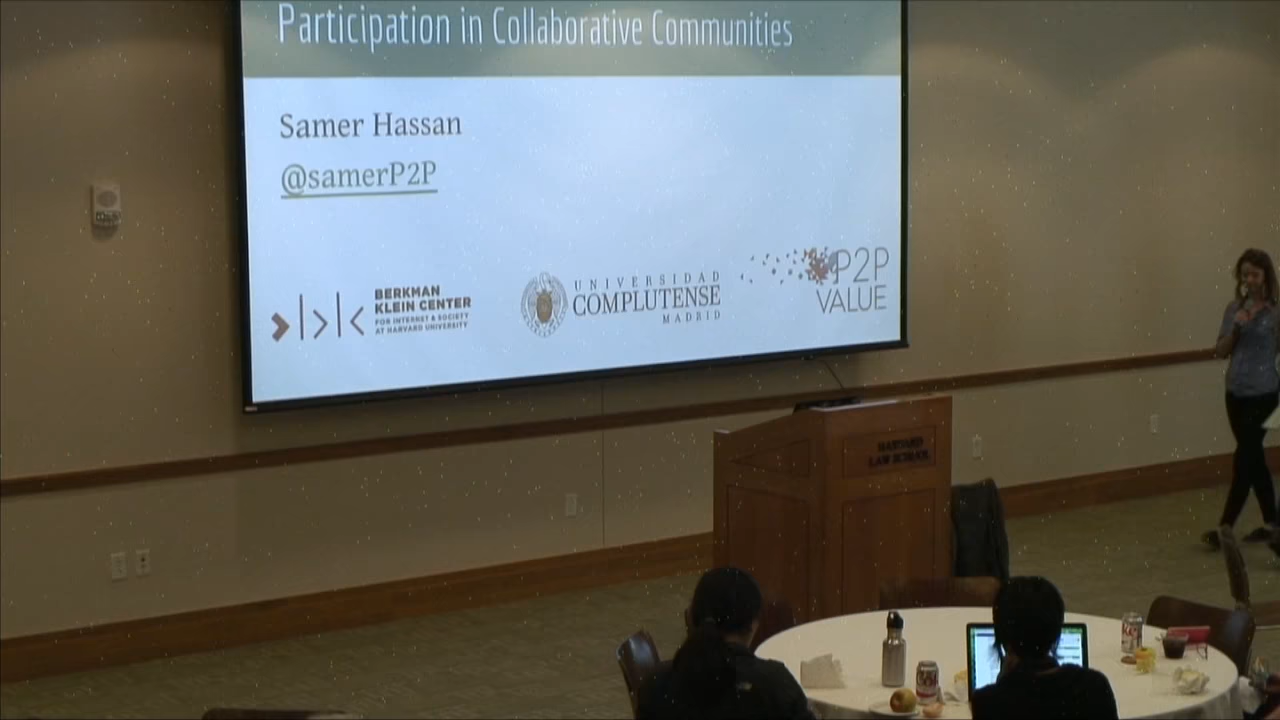 Participation in Collaborative Communities
Samer Hassan
@samerP2P
BERKMAN
KLEIN CENTER
FOR INTERNET & SOCIETY
AT HARVARD UNIVERSITY
UNIVERSIDAD
COMPLUTENSE
MADRID
P2P
VALUE
HARVARD
LAW SCHOOL